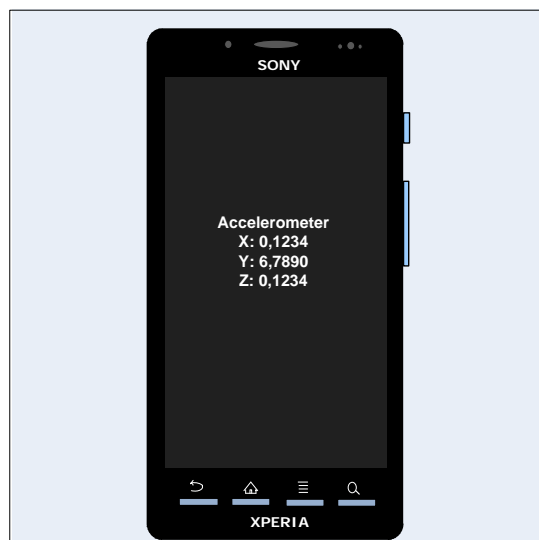 SONY
Accelerometer
X: 0,1234
Y: 6,7890
Z: 0,1234
XPERIA